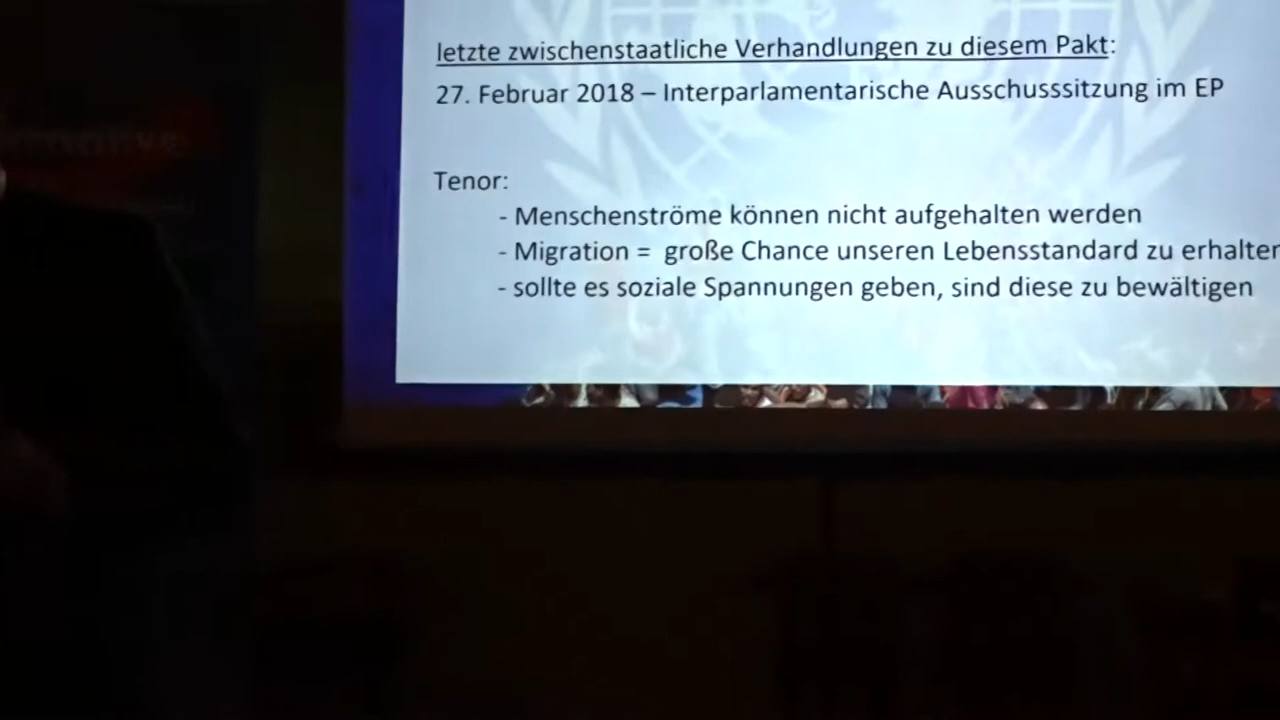 letzte zwischenstaatliche Verhandlungen zu diesem Pakt:
27. Februar 2018 – Interparlamentarische Ausschusssitzung im EP
Tenor:
- Menschenströme können nicht aufgehalten werden
- Migration = große Chance unseren Lebensstandard zu erhalten
- sollte es soziale Spannungen geben, sind diese zu bewältigen